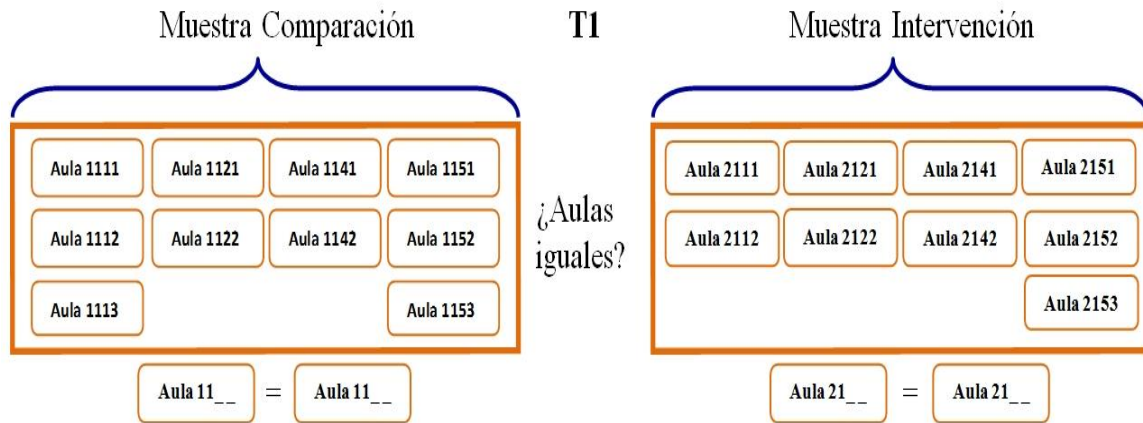 Muestra Comparación T1 Muestra Intervención
Aula 1111 Aula 1121 Aula 1141 Aula 1151
Aula 1112 Aula 1122 Aula 1142 Aula 1152
Aula 1113 Aula 1153
¿Aulas
iguales?
Aula 2111 Aula 2121 Aula 2141 Aula 2151
Aula 2112 Aula 2122 Aula 2142 Aula 2152
Aula 2153
Aula 11_ _ = Aula 11_ _
Aula 21_ _ = Aula 21_ _